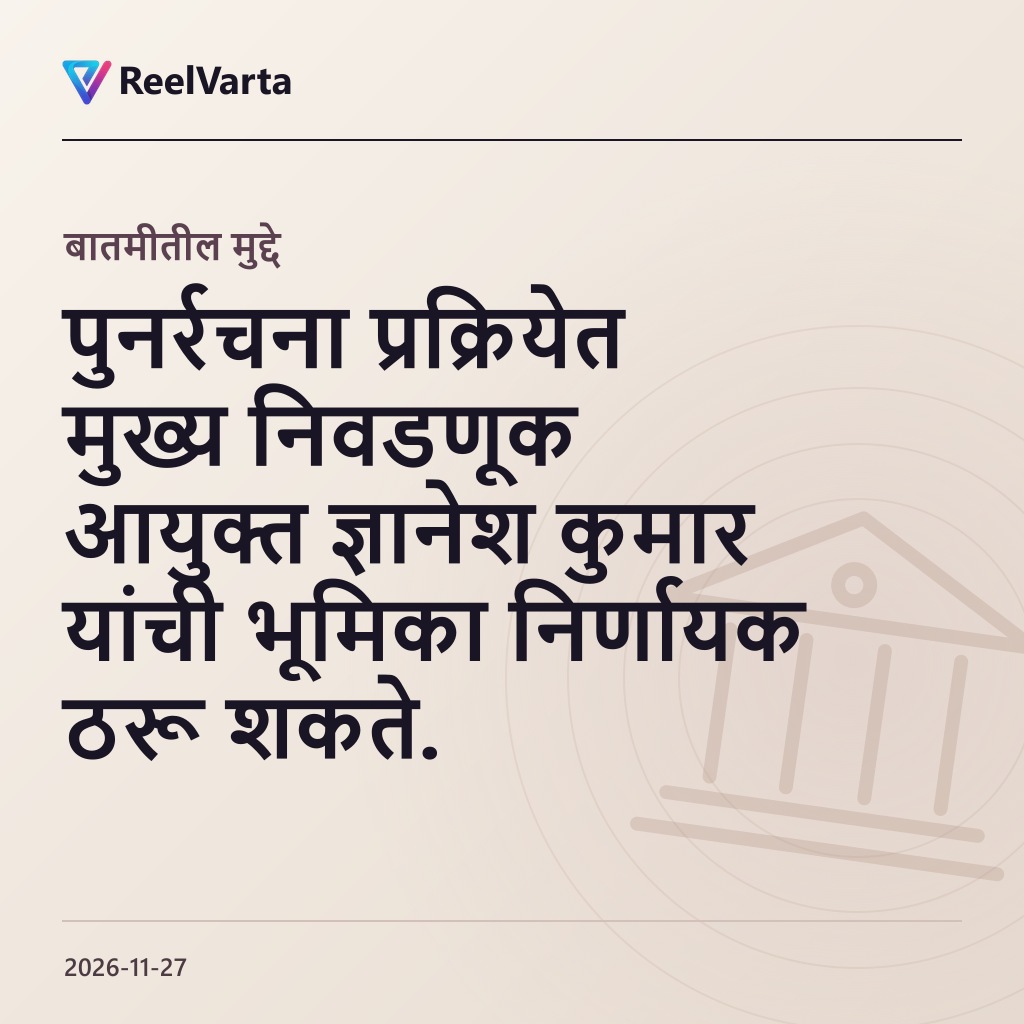 ReelVarta
बातमीतील मुद्दे
पुनर्रचना प्रक्रियेत
मुख्य निवडणूक
आयुक्त ज्ञानेश कुमार
यांची भूमिका निर्णायक
ठरू शकते.
2026-11-27